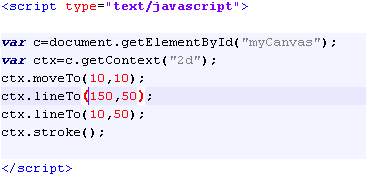 <script type="text/javascript">
var c=document.getElementById("myCanvas");
var ctx=c.getContext("2d");
ctx.moveTo(10,10);
ctx.lineTo(150,50);
ctx.lineTo(10,50);
ctx.stroke();
</script>